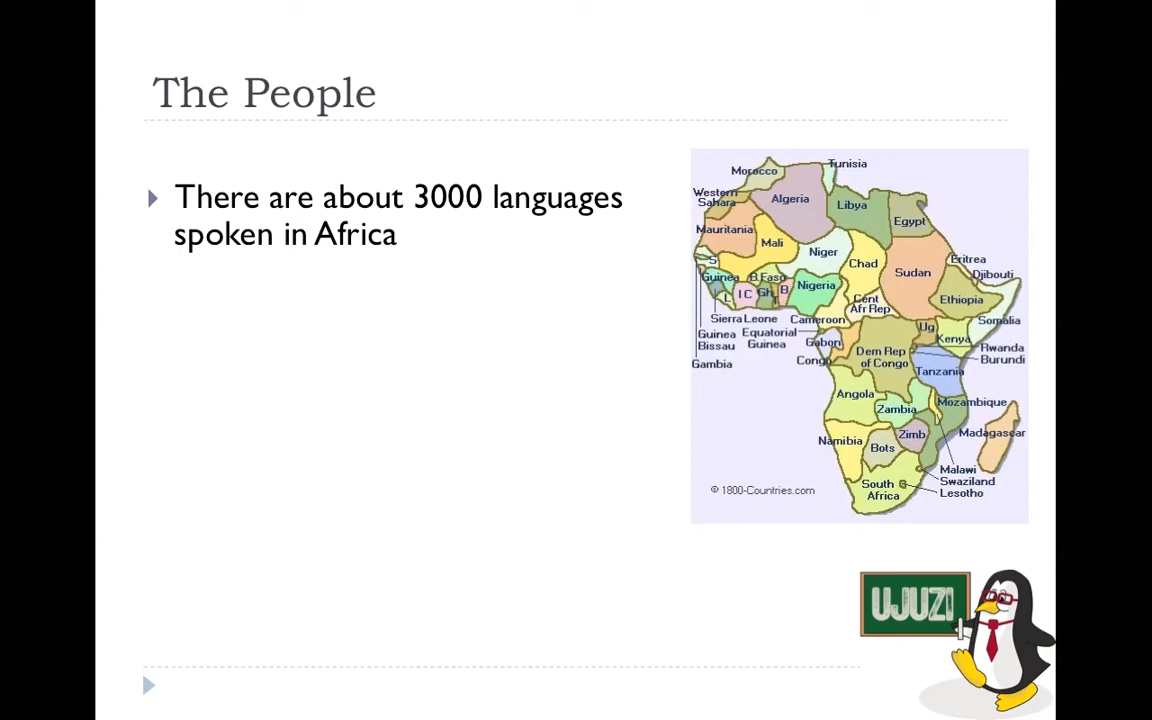 The People
There are about 3000 languages
spoken in Africa
Tunisia
Morocco
Western
Sahara
Algeria
Libya
Egypt
Mauritania
Mali
Niger
Chad
Sudan
Eritrea
Djibouti
S
Guinea
B Faso
L
I C
Gh
T
B
Nigeria
Cent
Afr Rep
Ethiopia
Somalia
Sierra Leone
Cameroon
Ug
Kenya
Guinea
Bissau
Equatorial
Guinea
Gabon
Gambia
Congo
Dem Rep
of Congo
Rwanda
Burundi
Tanzania
Angola
Zambia
Mozambique
Namibia
Zimb
Madagascar
Bots
Malawi
Swaziland
Lesotho
South
Africa
© 1800-Countries.com
UJUZI